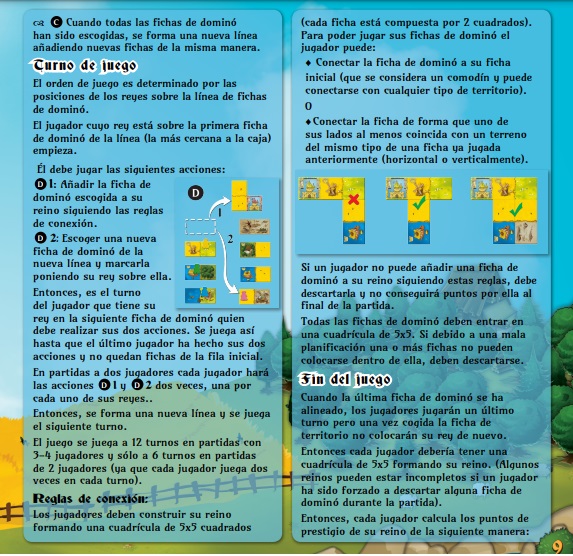 C Cuando todas las fichas de dominó
han sido escogidas, se forma una nueva línea
añadiendo nuevas fichas de la misma manera.
Turno de juego
El orden de juego es determinado por las
posiciones de los reyes sobre la línea de fichas
de dominó.
El jugador cuyo rey está sobre la primera ficha
de dominó de la línea (la más cercana a la caja)
empieza.
Él debe jugar las siguientes acciones:
D 1: Añadir la ficha de
dominó escogida a su
reino siguiendo las reglas
de conexión.
D 2: Escoger una nueva
ficha de dominó de la
nueva línea y marcarla
poniendo su rey sobre ella.
D
1
2
Entonces, es el turno
del jugador que tiene su
rey en la siguiente ficha de dominó quien
debe realizar sus dos acciones. Se juega así
hasta que el último jugador ha hecho sus dos
acciones y no quedan fichas de la fila inicial.
En partidas a dos jugadores cada jugador hará
las acciones D 1 y D 2 dos veces, una por
cada uno de sus reyes..
Entonces, se forma una nueva línea y se juega
el siguiente turno.
El juego se juega a 12 turnos en partidas con
3-4 jugadores y sólo a 6 turnos en partidas
de 2 jugadores (ya que cada jugador juega dos
veces en cada turno).
Reglas de conexión:
Los jugadores deben construir su reino
formando una cuadrícula de 5x5 cuadrados
(cada ficha está compuesta por 2 cuadrados).
Para poder jugar sus fichas de dominó el
jugador puede:
♦ Conectar la ficha de dominó a su ficha
inicial (que se considera un comodín y puede
conectarse con cualquier tipo de territorio).
O
♦Conectar la ficha de forma que uno de
sus lados al menos coincida con un terreno
del mismo tipo de una ficha ya jugada
anteriormente (horizontal o verticalmente).
Si un jugador no puede añadir una ficha de
dominó a su reino siguiendo estas reglas, debe
descartarla y no conseguirá puntos por ella al
final de la partida.
Todas las fichas de dominó deben entrar en
una cuadrícula de 5x5. Si debido a una mala
planificación una o más fichas no pueden
colocarse dentro de ella, deben descartarse.
Fin del juego
Cuando la última ficha de dominó se ha
alineado, los jugadores jugarán un último
turno pero una vez cogida la ficha de
territorio no colocarán su rey de nuevo.
Entonces cada jugador debería tener una
cuadrícula de 5x5 formando su reino. (Algunos
reinos pueden estar incompletos si un jugador
ha sido forzado a descartar alguna ficha de
dominó durante la partida).
Entonces, cada jugador calcula los puntos de
prestigio de su reino de la siguiente manera:
9